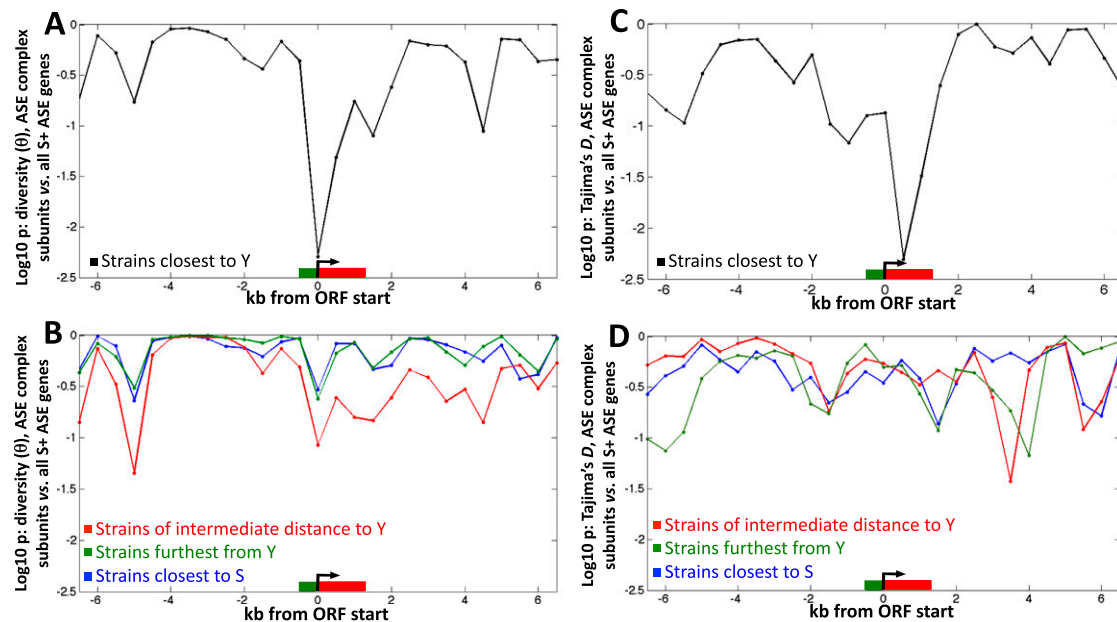 A
Log10 p: diversity (θ), ASE complex
subunits vs. all S+ ASE genes
0
-0.5
-1
-1.5
-2
-2.5
Strains closest to Y
-6 -4 -2 0 2 4 6
kb from ORF start
C
Log10 p: Tajima's D, ASE complex
subunits vs. all S+ ASE genes
0
-0.5
-1
-1.5
-2
-2.5
Strains closest to Y
-6 -4 -2 0 2 4 6
kb from ORF start
B
Log10 p: diversity (θ), ASE complex
subunits vs. all S+ ASE genes
0
-0.5
-1
-1.5
-2
-2.5
Strains of intermediate distance to Y
Strains furthest from Y
Strains closest to S
-6 -4 -2 0 2 4 6
kb from ORF start
D
Log10 p: Tajima's D, ASE complex
subunits vs. all S+ ASE genes
0
-0.5
-1
-1.5
-2
-2.5
Strains of intermediate distance to Y
Strains furthest from Y
Strains closest to S
-6 -4 -2 0 2 4 6
kb from ORF start